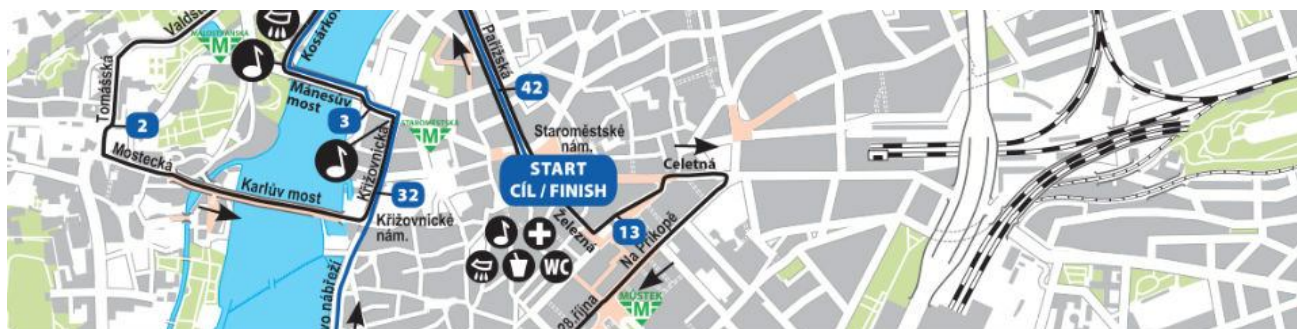 Valdšt
MALOSTRANSKÁ
M
Kosárkov
Pařížská
Tomášská
Mánesův
most
42
2
3
STAROMĚSTSKÁ
M
Staroměstské
nám.
Celetná
Mostecká
START
CÍL / FINISH
Křižovnická
Karlův most
32
Křižovnické
nám.
Železná
13
Na Příkopě
WC
vo nábřeží
28. října
MŮSTEK
M